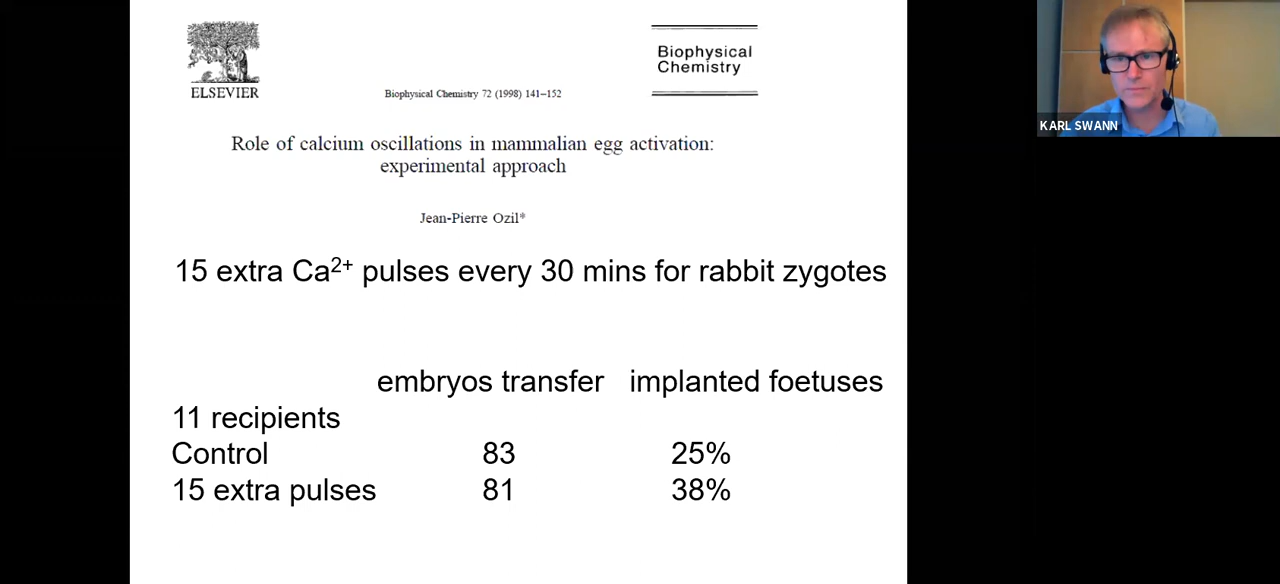 ELSEVIER
Biophysical Chemistry 72 (1998) 141–152
Biophysical
Chemistry
Role of calcium oscillations in mammalian egg activation:
experimental approach
Jean-Pierre Ozil*
15 extra Ca²⁺ pulses every 30 mins for rabbit zygotes
embryos transfer implanted foetuses
11 recipients
Control 83 25%
15 extra pulses 81 38%
KARL SWANN